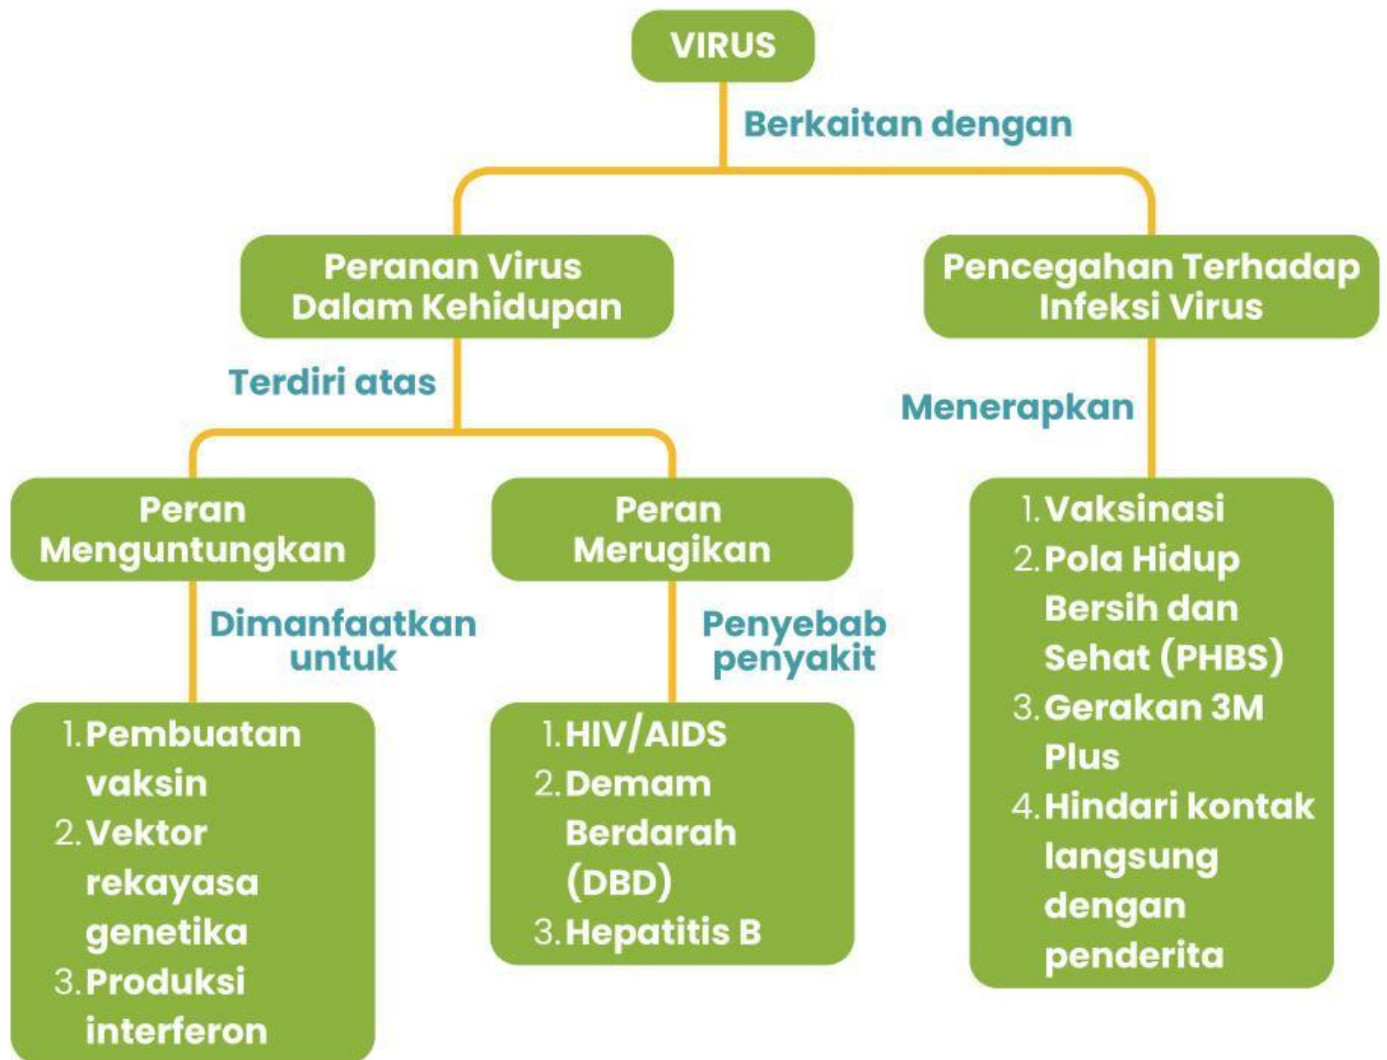 VIRUS
Berkaitan dengan
Peranan Virus
Dalam Kehidupan
Pencegahan Terhadap
Infeksi Virus
Terdiri atas
Menerapkan
Peran
Menguntungkan
Peran
Merugikan
Dimanfaatkan
untuk
Penyebab
penyakit
1. Pembuatan
vaksin
2. Vektor
rekayasa
genetika
3. Produksi
interferon
1. HIV/AIDS
2. Demam
Berdarah
(DBD)
3. Hepatitis B
1. Vaksinasi
2. Pola Hidup
Bersih dan
Sehat (PHBS)
3. Gerakan 3M
Plus
4. Hindari kontak
langsung
dengan
penderita